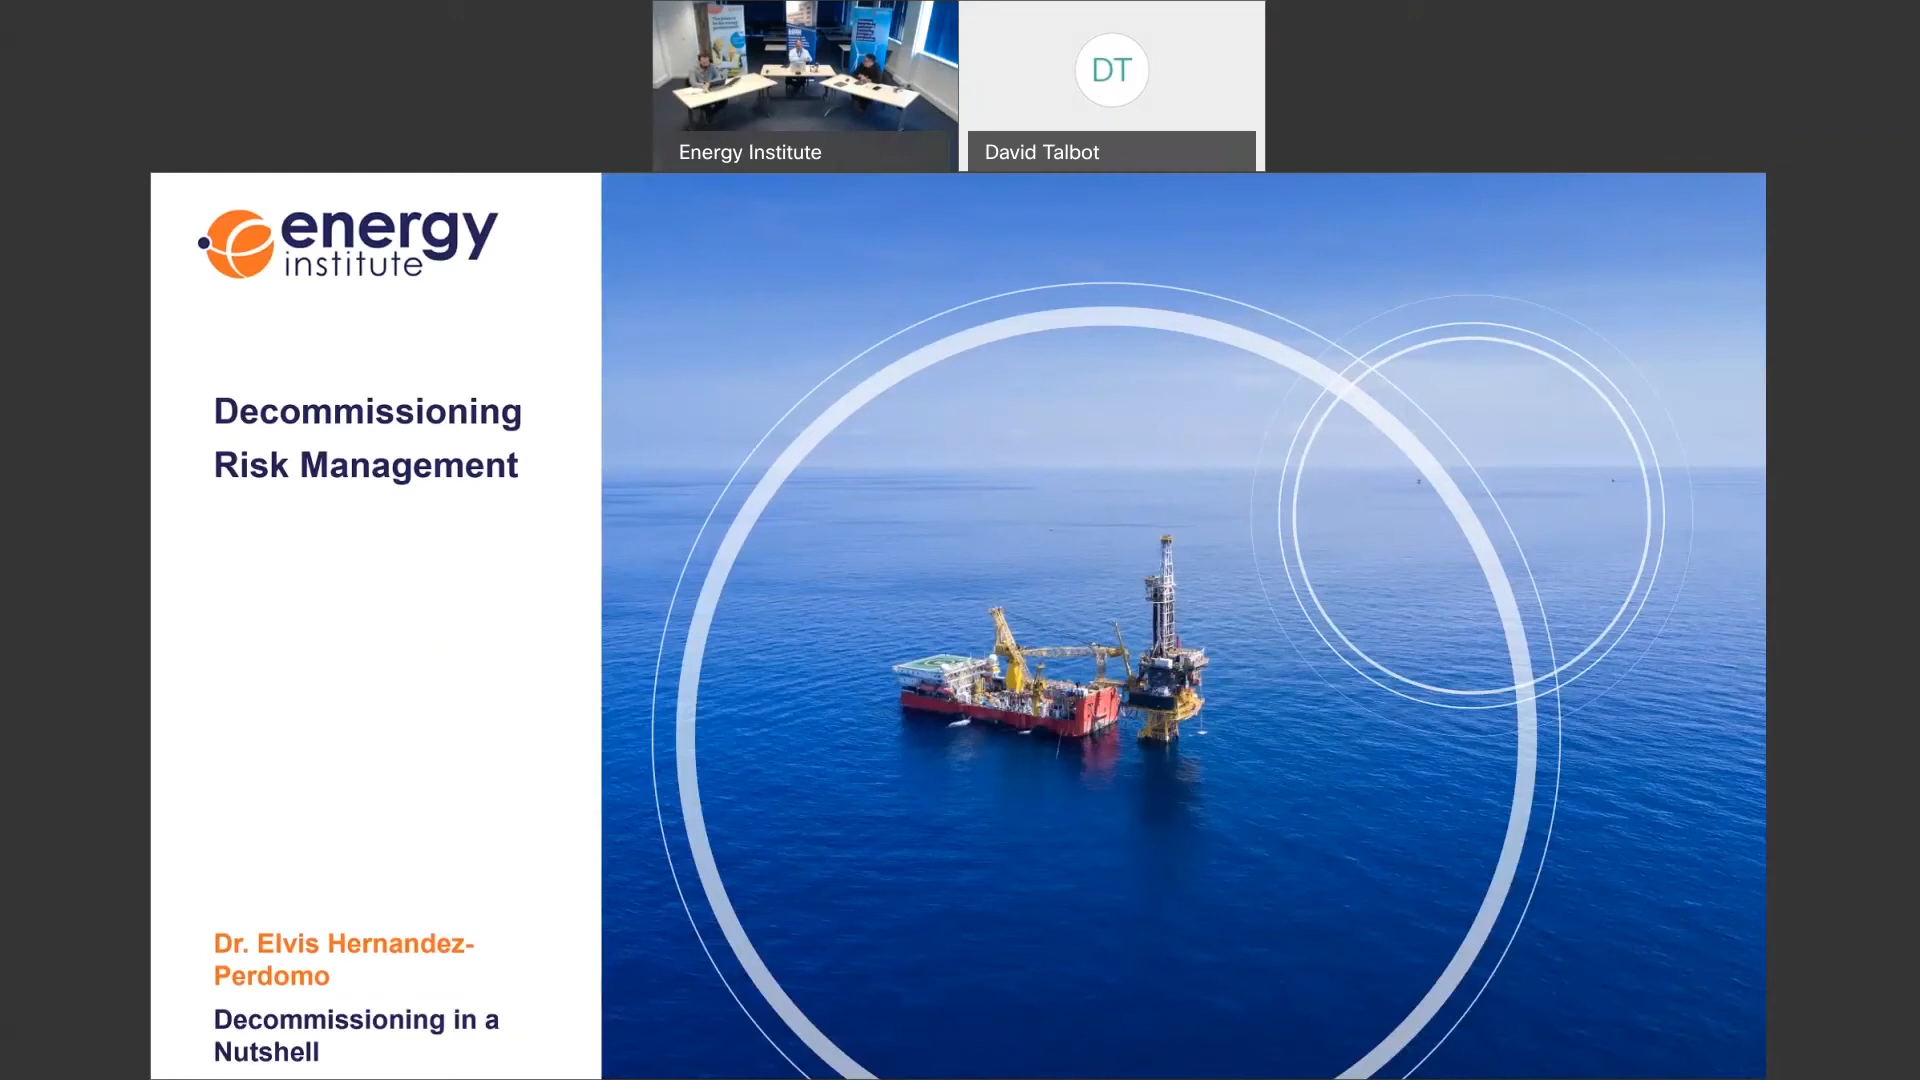 Energy Institute
DT
David Talbot
energy
institute
Decommissioning
Risk Management
Dr. Elvis Hernandez-
Perdomo
Decommissioning in a
Nutshell